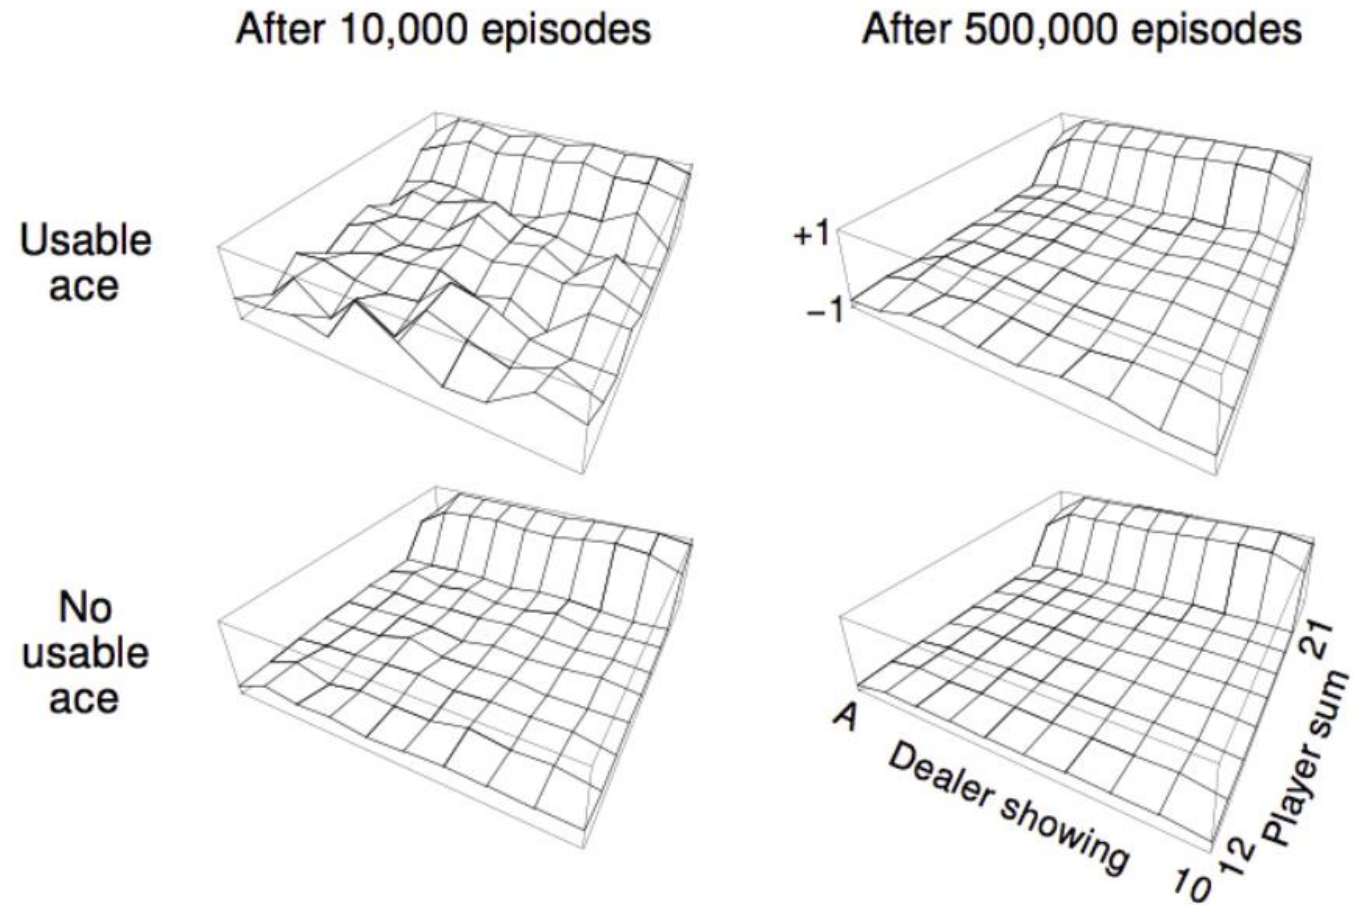 After 10,000 episodes
After 500,000 episodes
Usable
ace
+1
−1
No
usable
ace
A
Dealer showing
10
12
Player sum
21